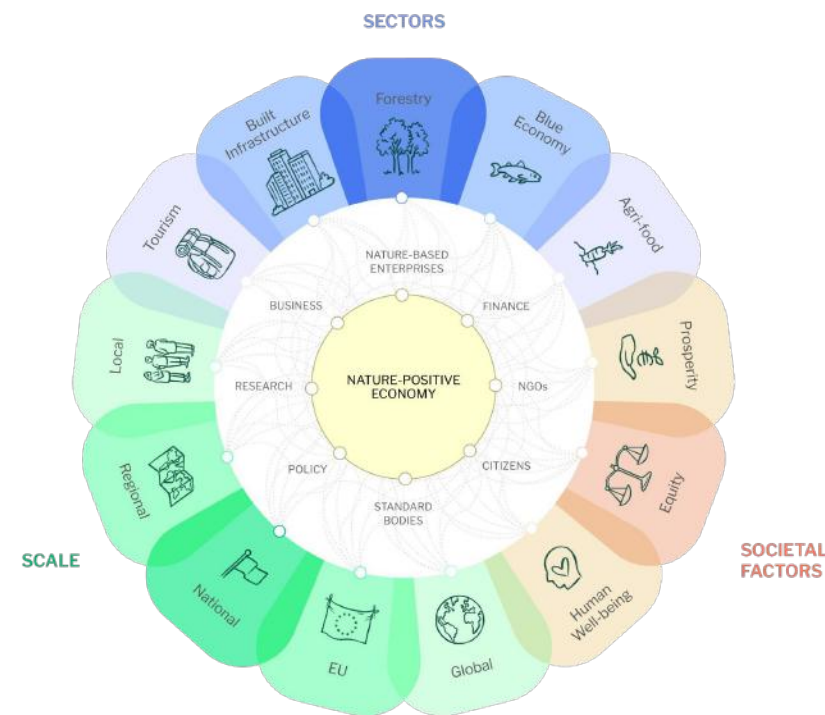 SECTORS
Forestry
Blue
Economy
Agri-food
Prosperity
Equity
Human
Well-being
Global
EU
National
Regional
Local
Tourism
Built
Infrastructure
NATURE-BASED
ENTERPRISES
FINANCE
NGOs
CITIZENS
STANDARD
BODIES
POLICY
RESEARCH
BUSINESS
NATURE-POSITIVE
ECONOMY
SCALE
SOCIETAL
FACTORS